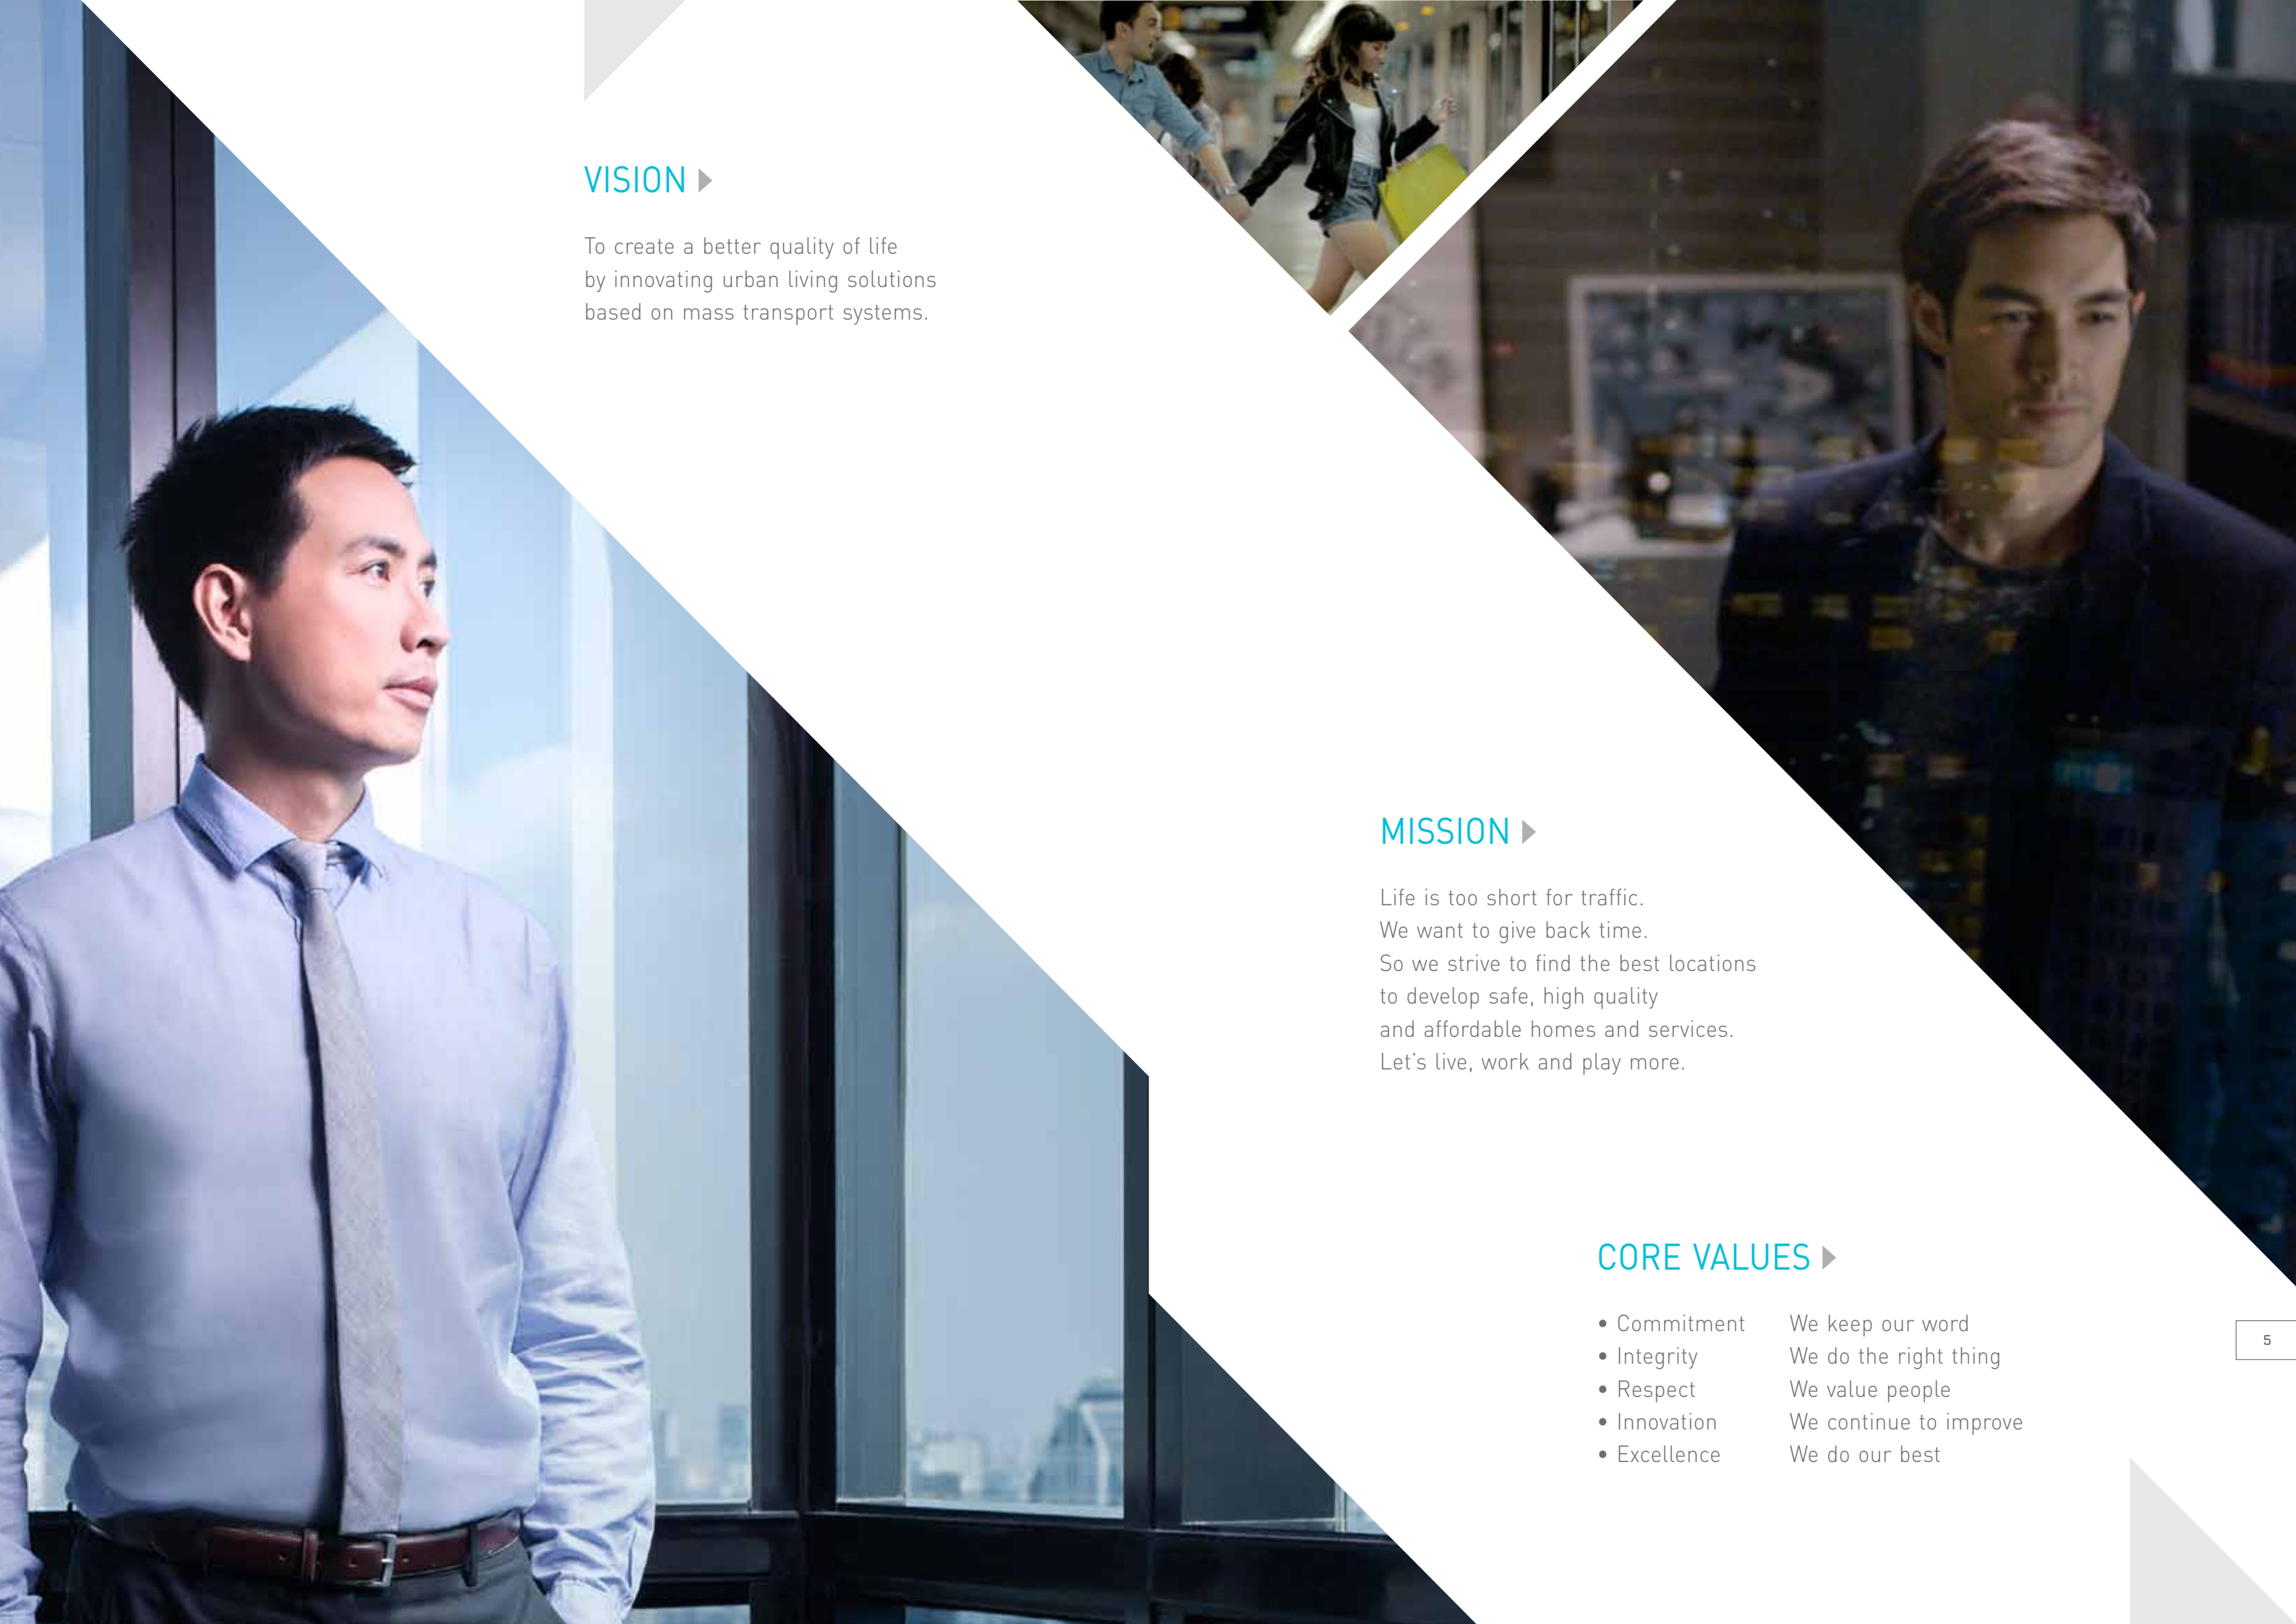 VISION
To create a better quality of life
by innovating urban living solutions
based on mass transport systems.
MISSION
Life is too short for traffic.
We want to give back time.
So we strive to find the best locations
to develop safe, high quality
and affordable homes and services.
Let's live, work and play more.
CORE VALUES
• Commitment We keep our word
• Integrity We do the right thing
• Respect We value people
• Innovation We continue to improve
• Excellence We do our best
5